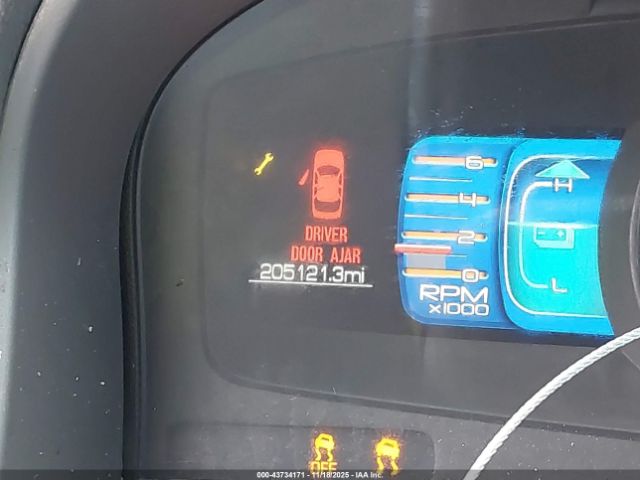 DRIVER
DOOR AJAR
205121.3mi
6
4
2
0
RPM
x1000
H
L
OFF
000-43734171 - 11/18/2025 - IAA Inc.